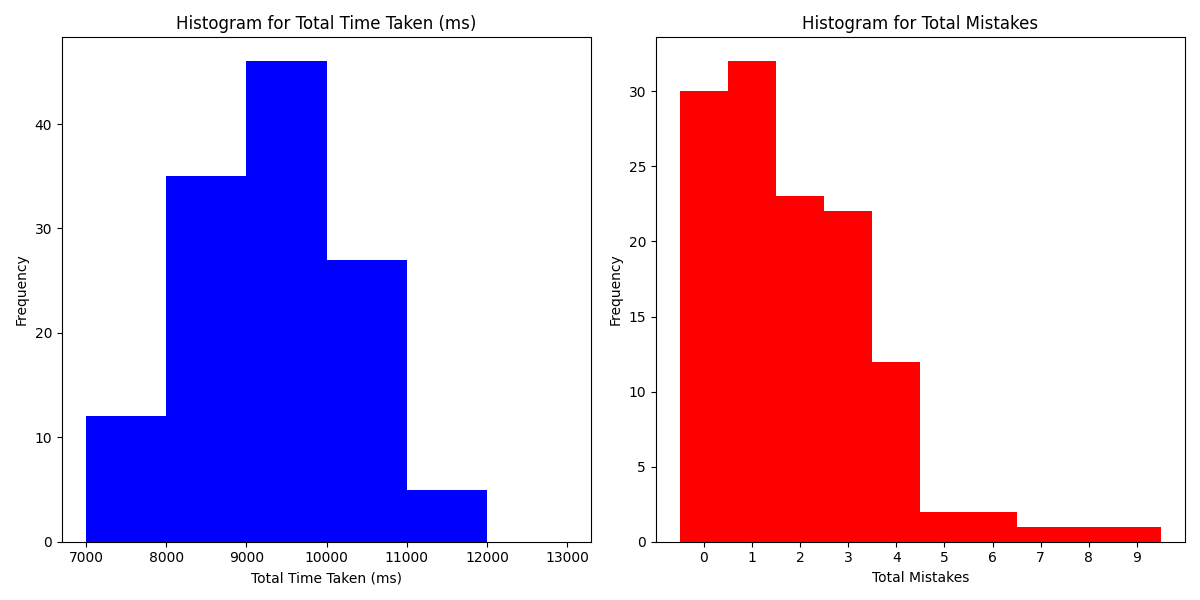 Histogram for Total Time Taken (ms)
Frequency
40
30
20
10
0
7000 8000 9000 10000 11000 12000 13000
Total Time Taken (ms)
Histogram for Total Mistakes
Frequency
30
25
20
15
10
5
0
0 1 2 3 4 5 6 7 8 9
Total Mistakes